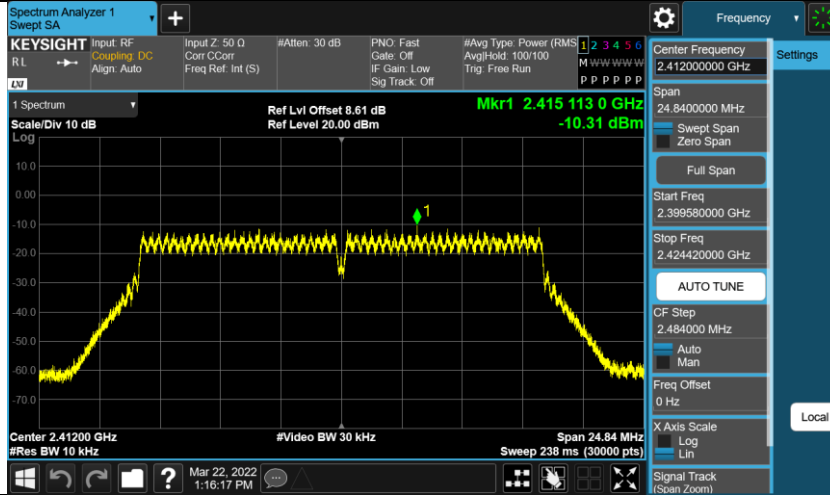 Spectrum Analyzer 1
Swept SA
+
Frequency
KEYSIGHT
R L
LXI
Input: RF
Coupling: DC
Align: Auto
Input Z: 50 Ω
Corr CCorr
Freq Ref: Int (S)
#Atten: 30 dB
PNO: Fast
Gate: Off
IF Gain: Low
Sig Track: Off
#Avg Type: Power (RMS
Avg|Hold: 100/100
Trig: Free Run
1 2 3 4 5 6
M W W W W W
P P P P P P
1 Spectrum
Scale/Div 10 dB
Log
Ref Lvl Offset 8.61 dB
Ref Level 20.00 dBm
Mkr1 2.415 113 0 GHz
-10.31 dBm
10.0
0.00
-10.0
-20.0
-30.0
-40.0
-50.0
-60.0
-70.0
1
Center 2.41200 GHz
#Res BW 10 kHz
#Video BW 30 kHz
Span 24.84 MHz
Sweep 238 ms (30000 pts)
?
Mar 22, 2022
1:16:17 PM
Center Frequency
2.412000000 GHz
Span
24.8400000 MHz
Swept Span
Zero Span
Full Span
Start Freq
2.399580000 GHz
Stop Freq
2.424420000 GHz
AUTO TUNE
CF Step
2.484000 MHz
Auto
Man
Freq Offset
0 Hz
X Axis Scale
Log
Lin
Signal Track
(Span Zoom)
Settings
Local